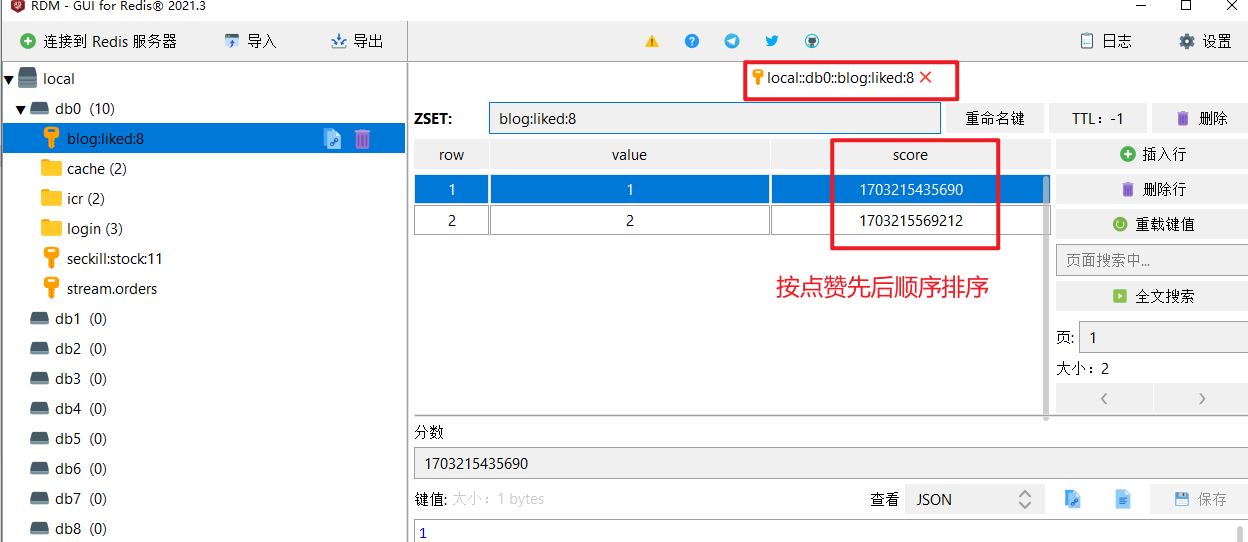 RDM - GUI for Redis® 2021.3
连接到 Redis 服务器 导入 导出 日志 设置
local
db0 (10)
blog:liked:8
cache (2)
icr (2)
login (3)
seckill:stock:11
stream.orders
db1 (0)
db2 (0)
db3 (0)
db4 (0)
db5 (0)
db6 (0)
db7 (0)
db8 (0)
local::db0::blog:liked:8
ZSET: blog:liked:8 重命名键 TTL: -1 删除
row value score
1 1 1703215435690
2 2 1703215569212
按点赞先后顺序排序
插入行
删除行
重载键值
页面搜索中...
全文搜索
页: 1
大小: 2
分数
1703215435690
键值: 大小: 1 bytes 查看 JSON 保存
1